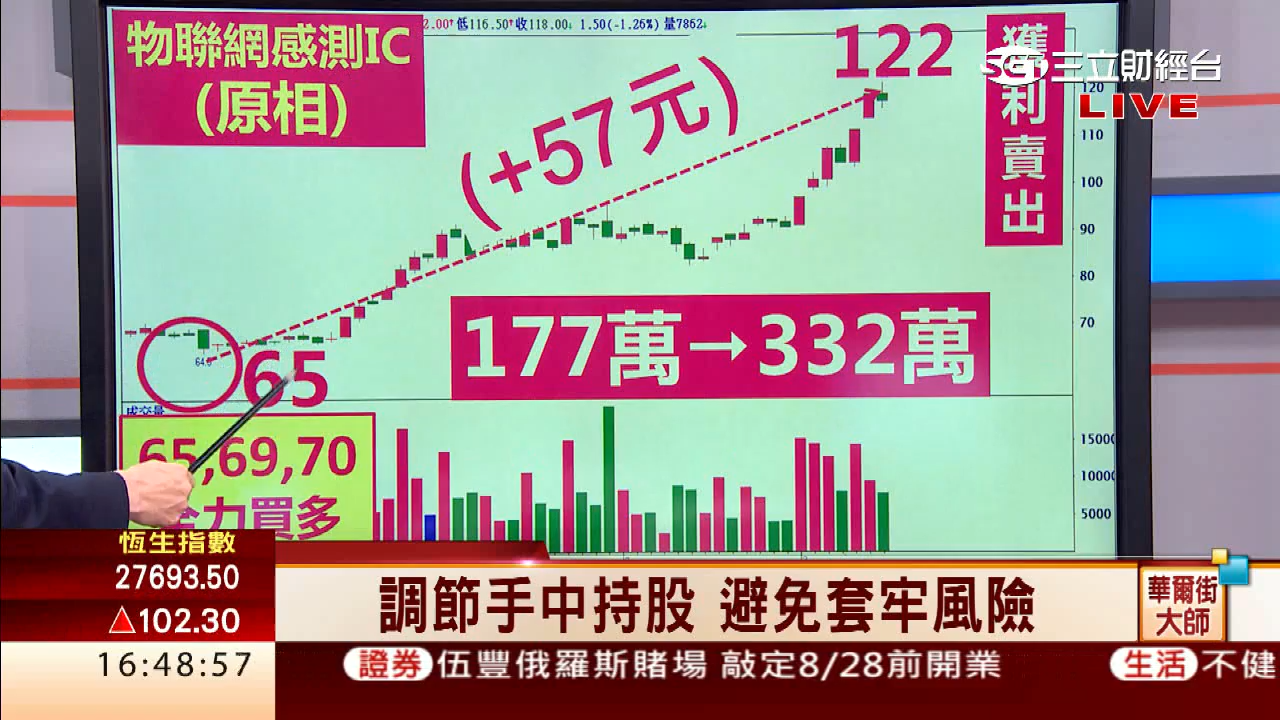 物聯網感測IC
(原相)
2.00↑低116.50↑收118.00↓ 1.50(-1.26%)量7862↓
(+57元)
122
獲利賣出
三立財經台
LIVE
120
110
100
90
80
70
65
177萬→332萬
成交量
65,69,70
全力買多
15000
10000
5000
恆生指數
27693.50
▲102.30
16:48:57
調節手中持股 避免套牢風險
華爾街
大師
證券 伍豐俄羅斯賭場 敲定8/28前開業
生活 不健